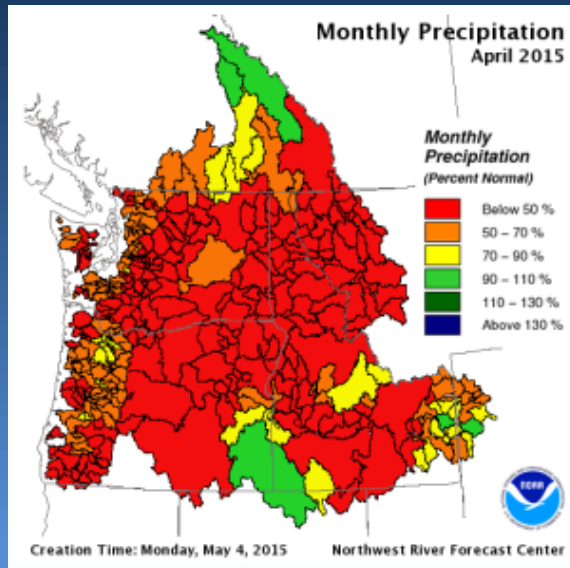 Monthly Precipitation
April 2015
Monthly
Precipitation
(Percent Normal)
Below 50 %
50 – 70 %
70 – 90 %
90 – 110 %
110 – 130 %
Above 130 %
NOAA
Creation Time: Monday, May 4, 2015
Northwest River Forecast Center